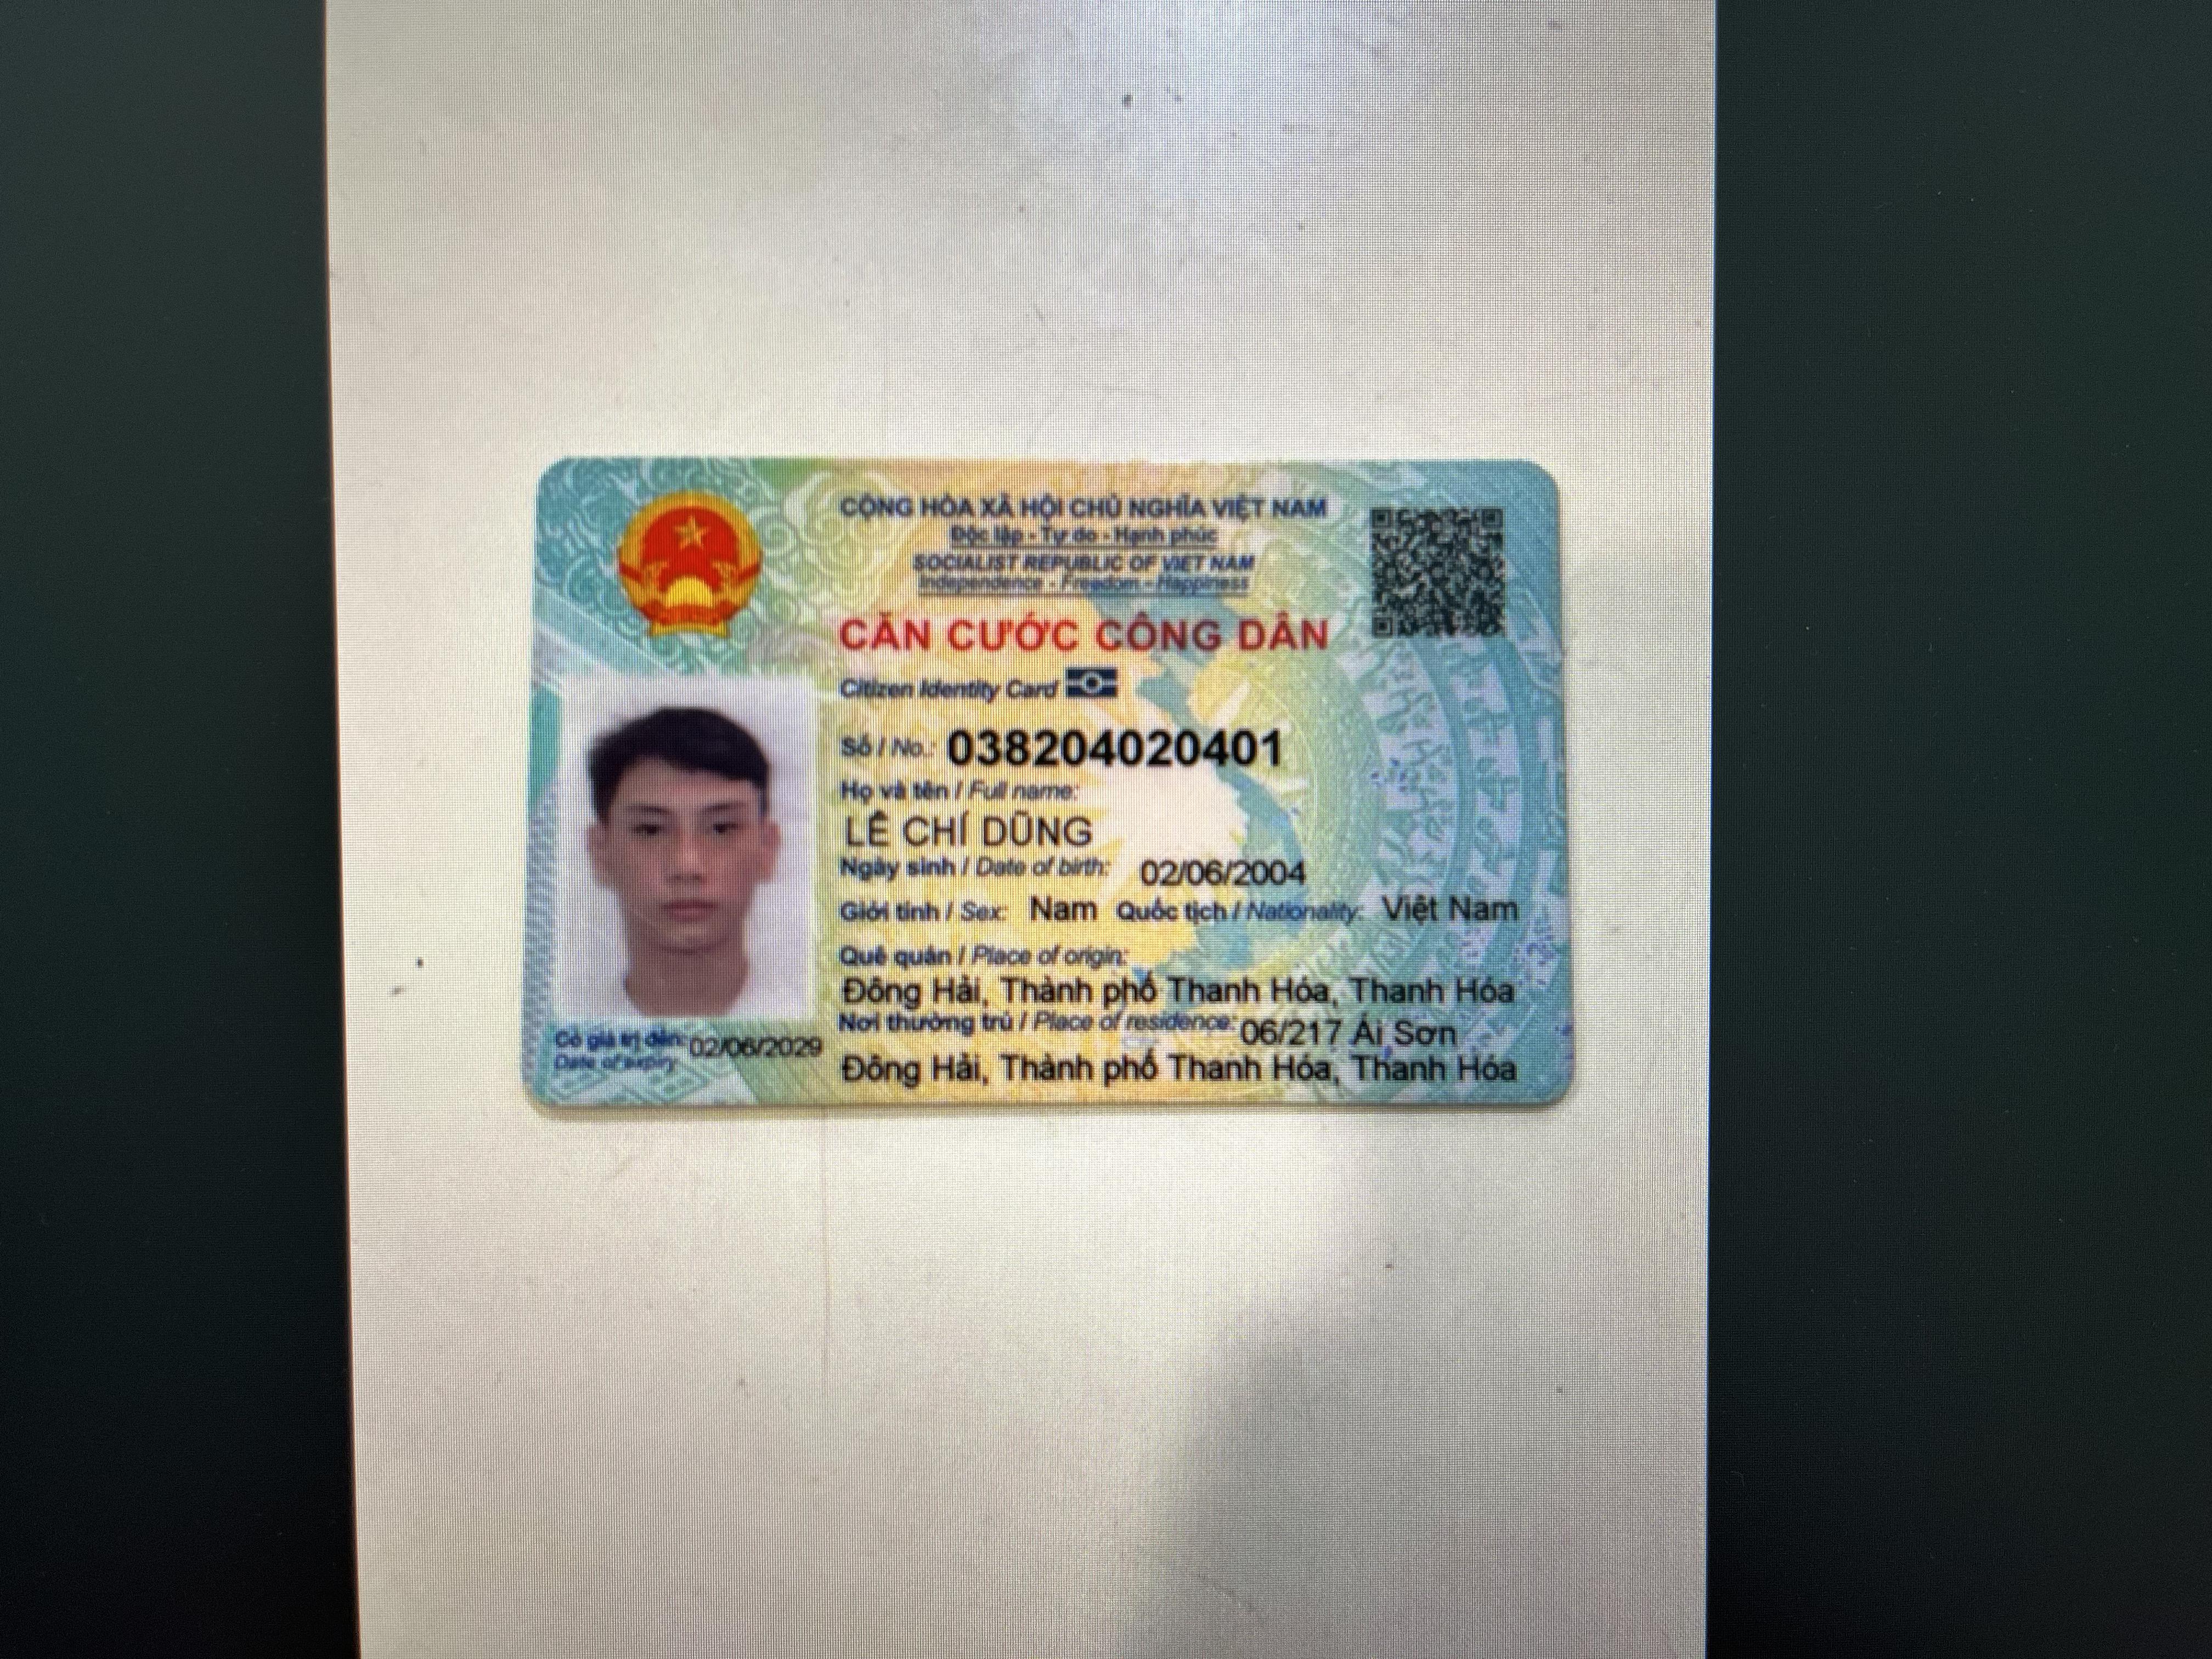 CỘNG HÒA XÃ HỘI CHỦ NGHĨA VIỆT NAM
Độc lập - Tự do - Hạnh phúc
SOCIALIST REPUBLIC OF VIET NAM
Independence - Freedom - Happiness
CĂN CƯỚC CÔNG DÂN
Citizen Identity Card
Số / No.: 038204020401
Họ và tên / Full name:
LÊ CHÍ DŨNG
Ngày sinh / Date of birth: 02/06/2004
Giới tính / Sex: Nam Quốc tịch / Nationality: Việt Nam
Quê quán / Place of origin:
Đông Hải, Thành phố Thanh Hóa, Thanh Hóa
Nơi thường trú / Place of residence: 06/217 Ái Sơn
Đông Hải, Thành phố Thanh Hóa, Thanh Hóa
Có giá trị đến: 02/06/2029
Date of expiry